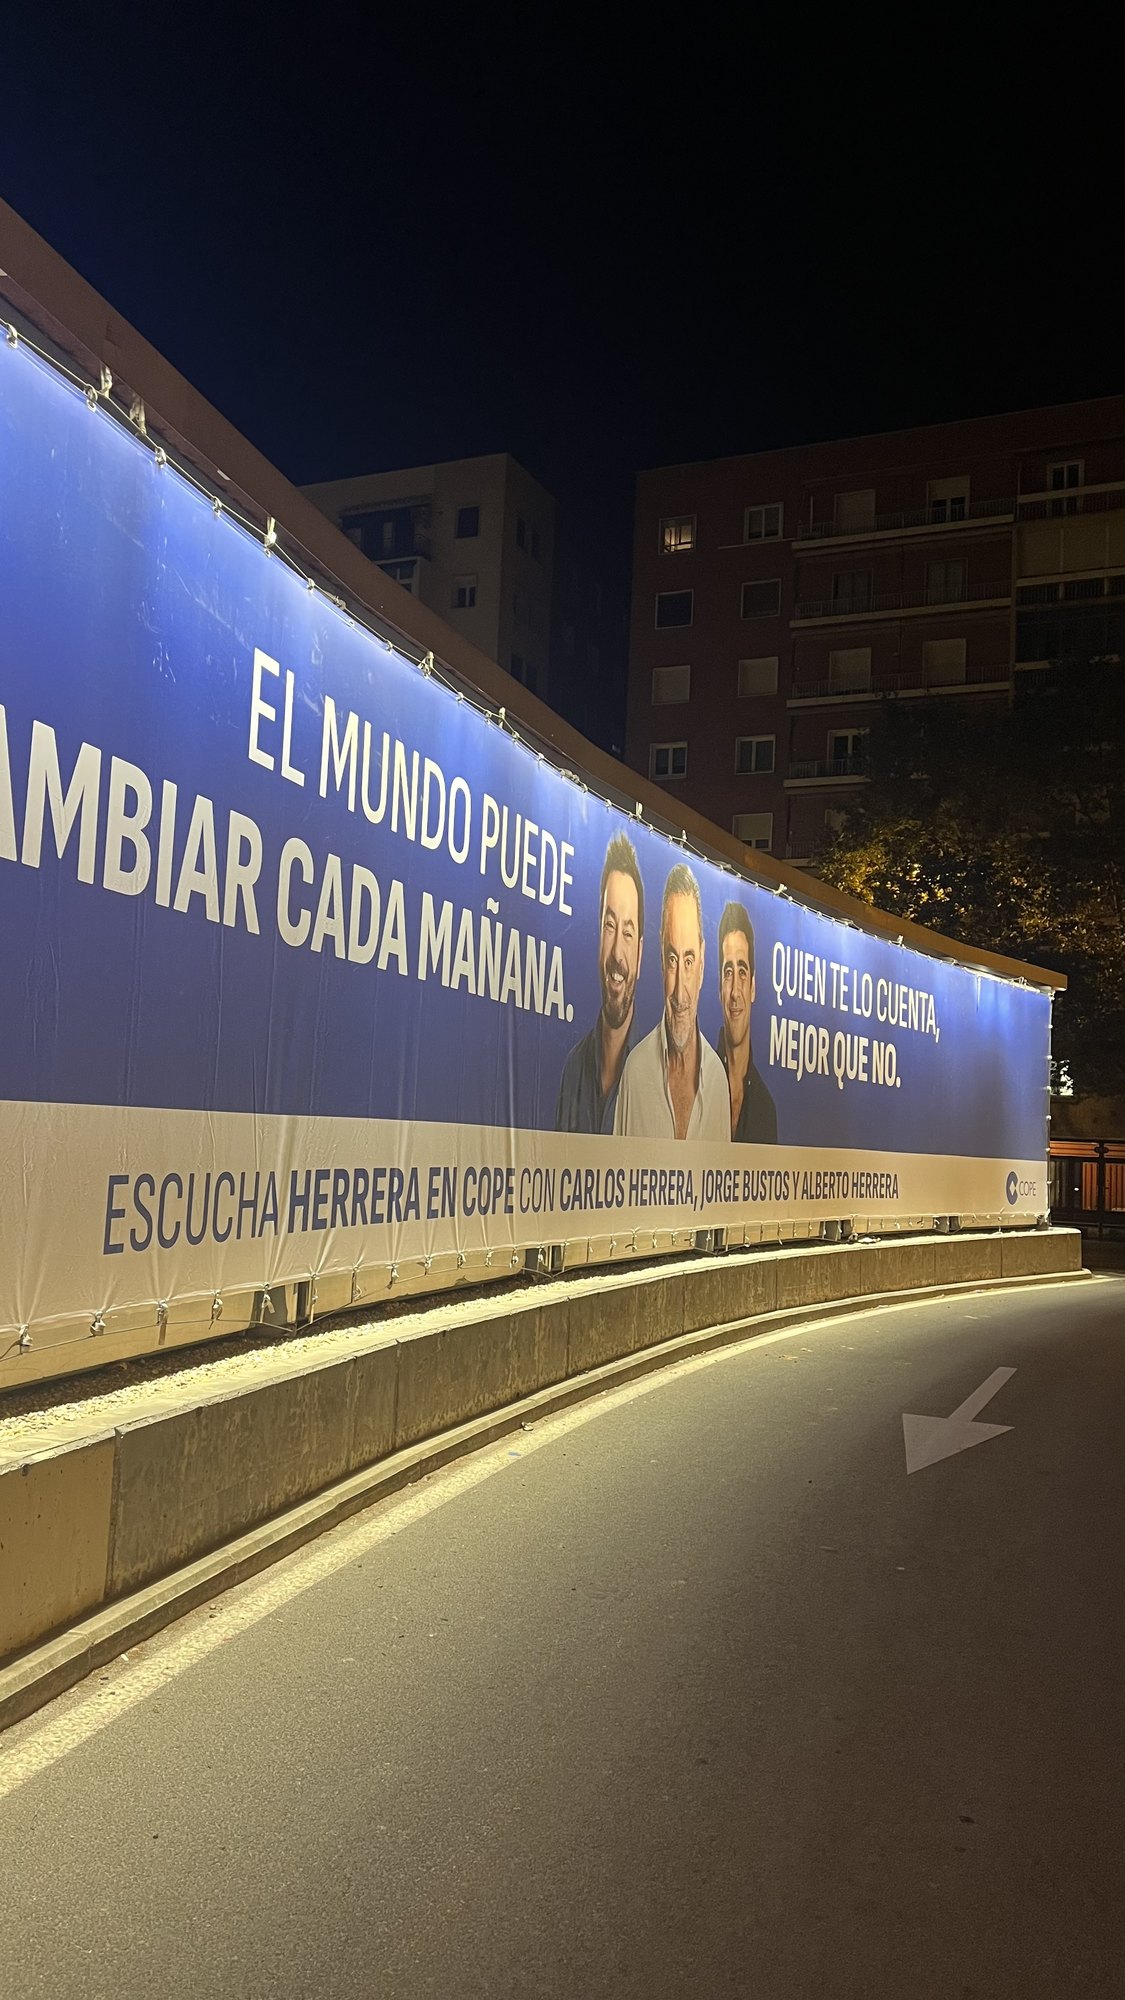 EL MUNDO PUEDE
AMBIAR CADA MAÑANA.
QUIEN TE LO CUENTA,
MEJOR QUE NO.
ESCUCHA HERRERA EN COPE CON CARLOS HERRERA, JORGE BUSTOS Y ALBERTO HERRERA
COPE